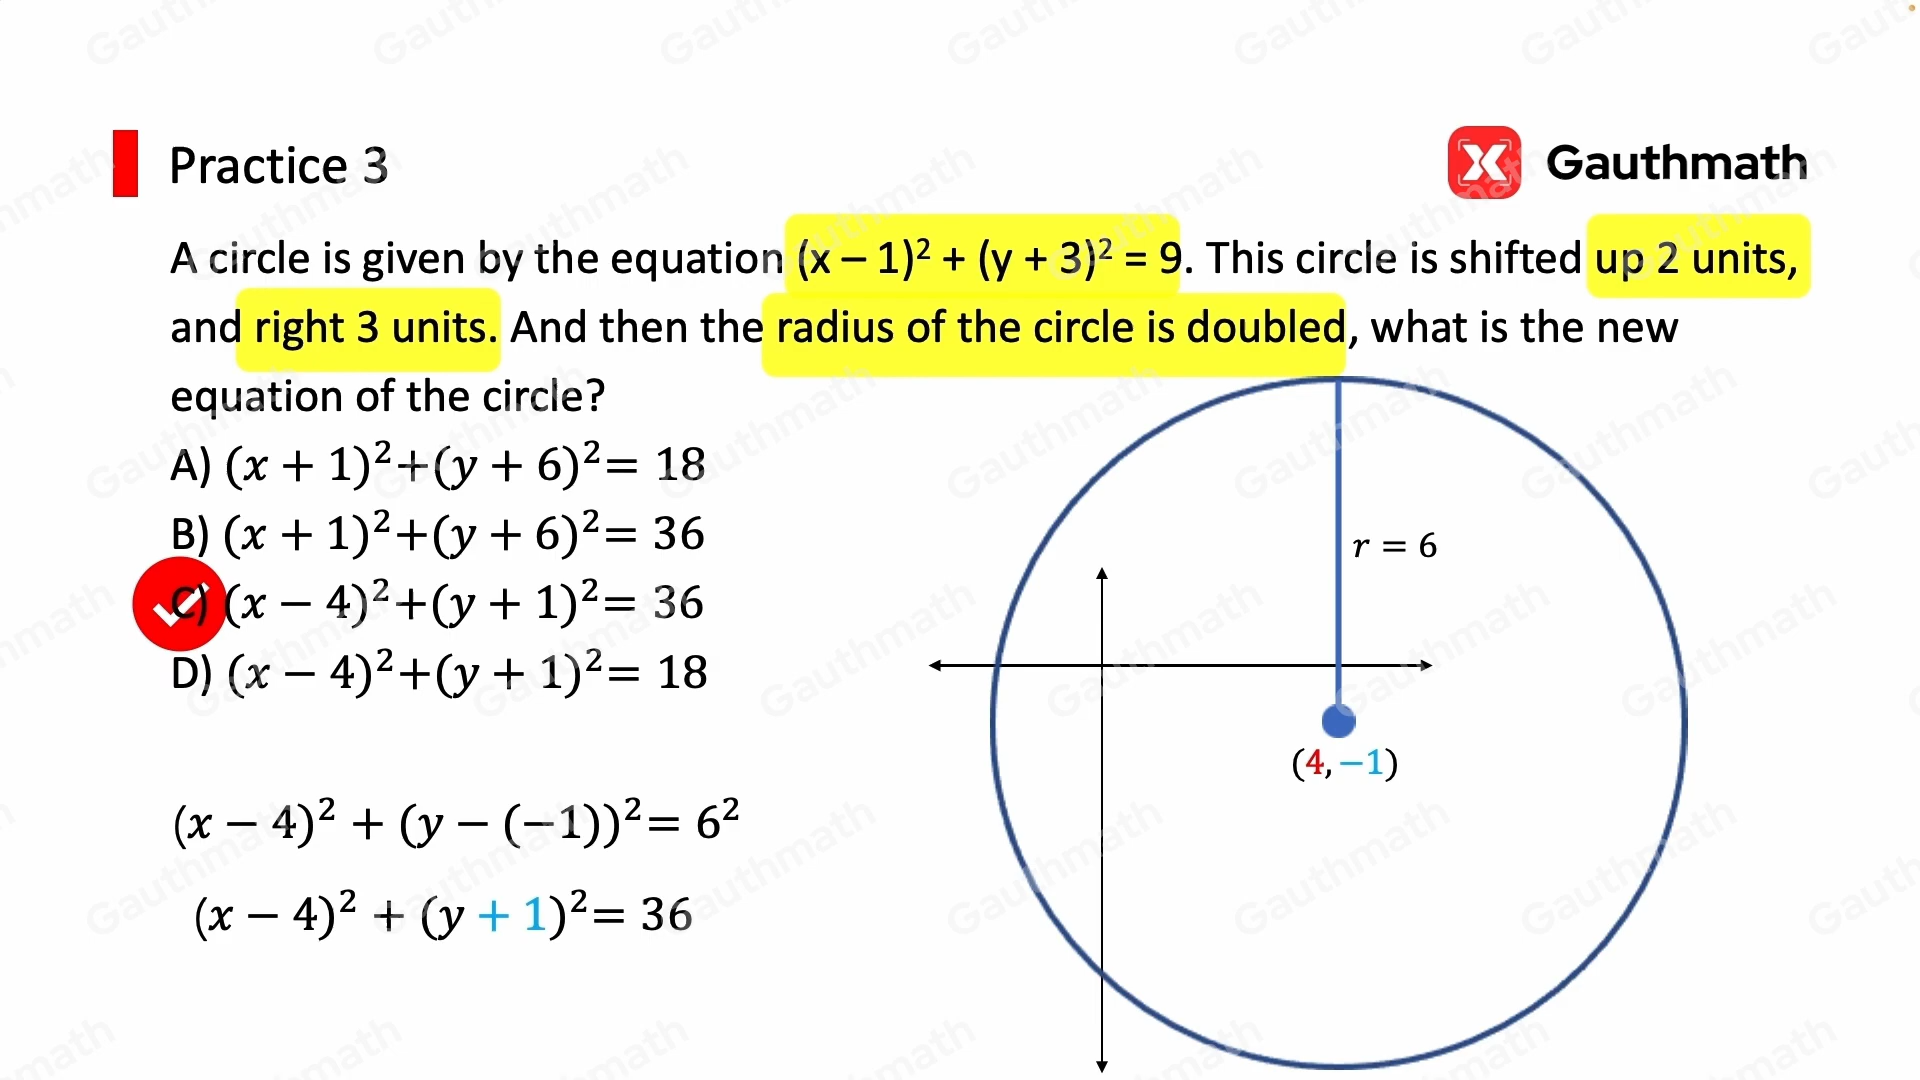 Practice 3
Gauthmath
A circle is given by the equation (x – 1)² + (y + 3)² = 9. This circle is shifted up 2 units,
and right 3 units. And then the radius of the circle is doubled, what is the new
equation of the circle?
A) (x + 1)²+(y + 6)²= 18
B) (x + 1)²+(y + 6)²= 36
C) (x − 4)²+(y + 1)²= 36
D) (x − 4)²+(y + 1)²= 18
r = 6
(4, −1)
(x − 4)² + (y − (−1))²= 6²
(x − 4)² + (y + 1)²= 36